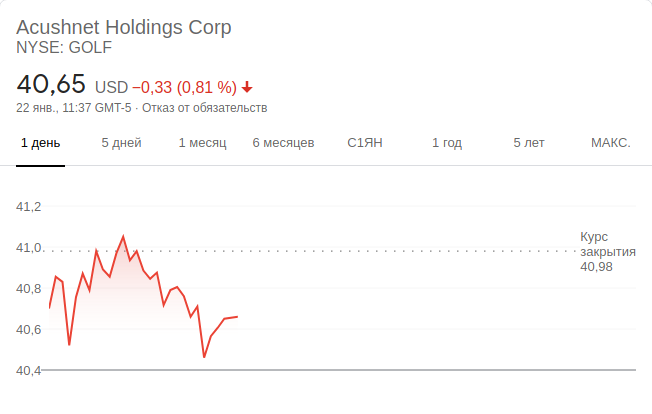 Acushnet Holdings Corp
NYSE: GOLF
40,65 USD −0,33 (0,81 %)
22 янв., 11:37 GMT-5 · Отказ от обязательств
1 день 5 дней 1 месяц 6 месяцев С1ЯН 1 год 5 лет МАКС.
41,2
41,0
40,8
40,6
40,4
Курс
закрытия
40,98